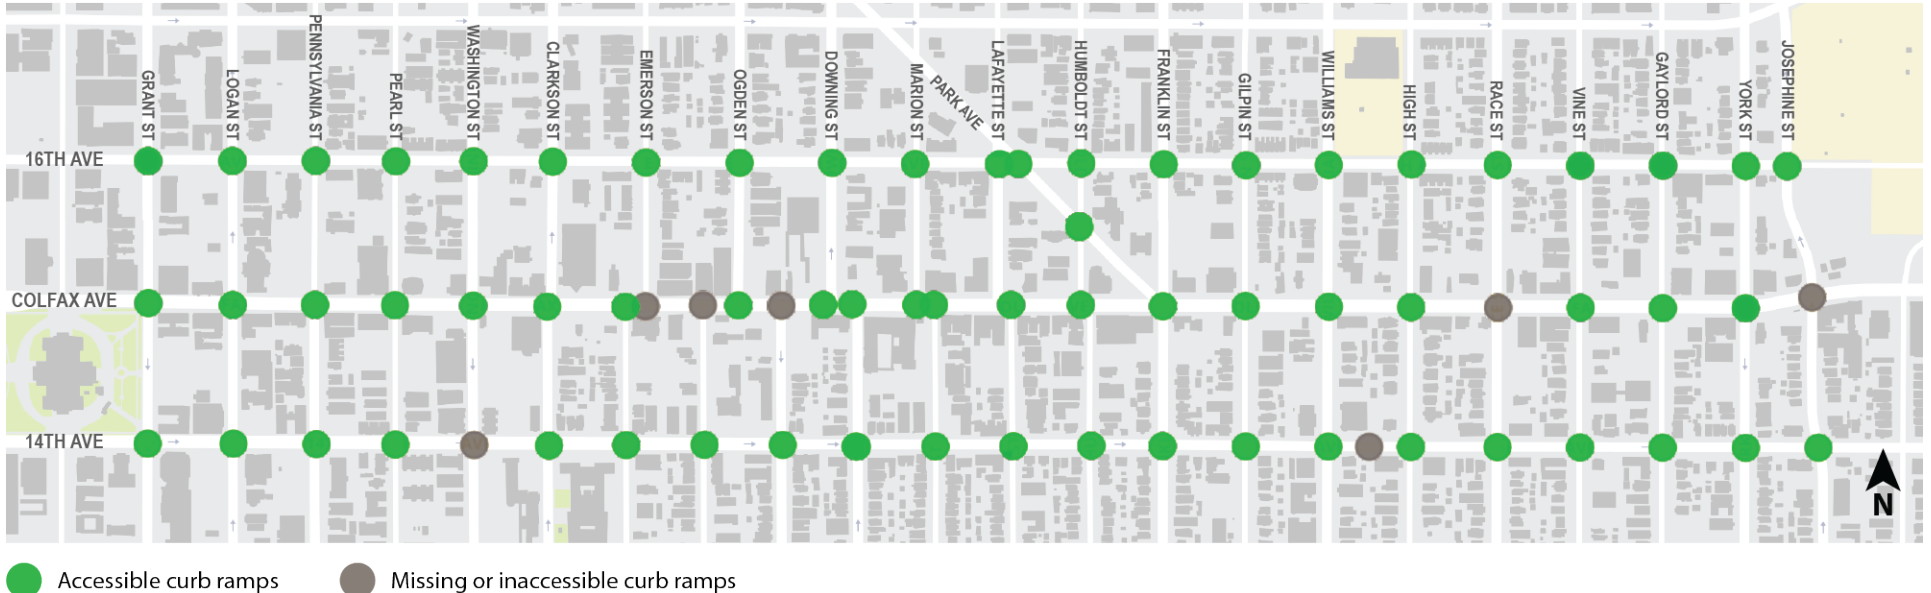 GRANT ST
LOGAN ST
PENNSYLVANIA ST
PEARL ST
WASHINGTON ST
CLARKSON ST
EMERSON ST
OGDEN ST
DOWNING ST
MARION ST
PARK AVE
LAFAYETTE ST
HUMBOLDT ST
FRANKLIN ST
GILPIN ST
WILLIAMS ST
HIGH ST
RACE ST
VINE ST
GAYLORD ST
YORK ST
JOSEPHINE ST
16TH AVE
COLFAX AVE
14TH AVE
N
Accessible curb ramps
Missing or inaccessible curb ramps